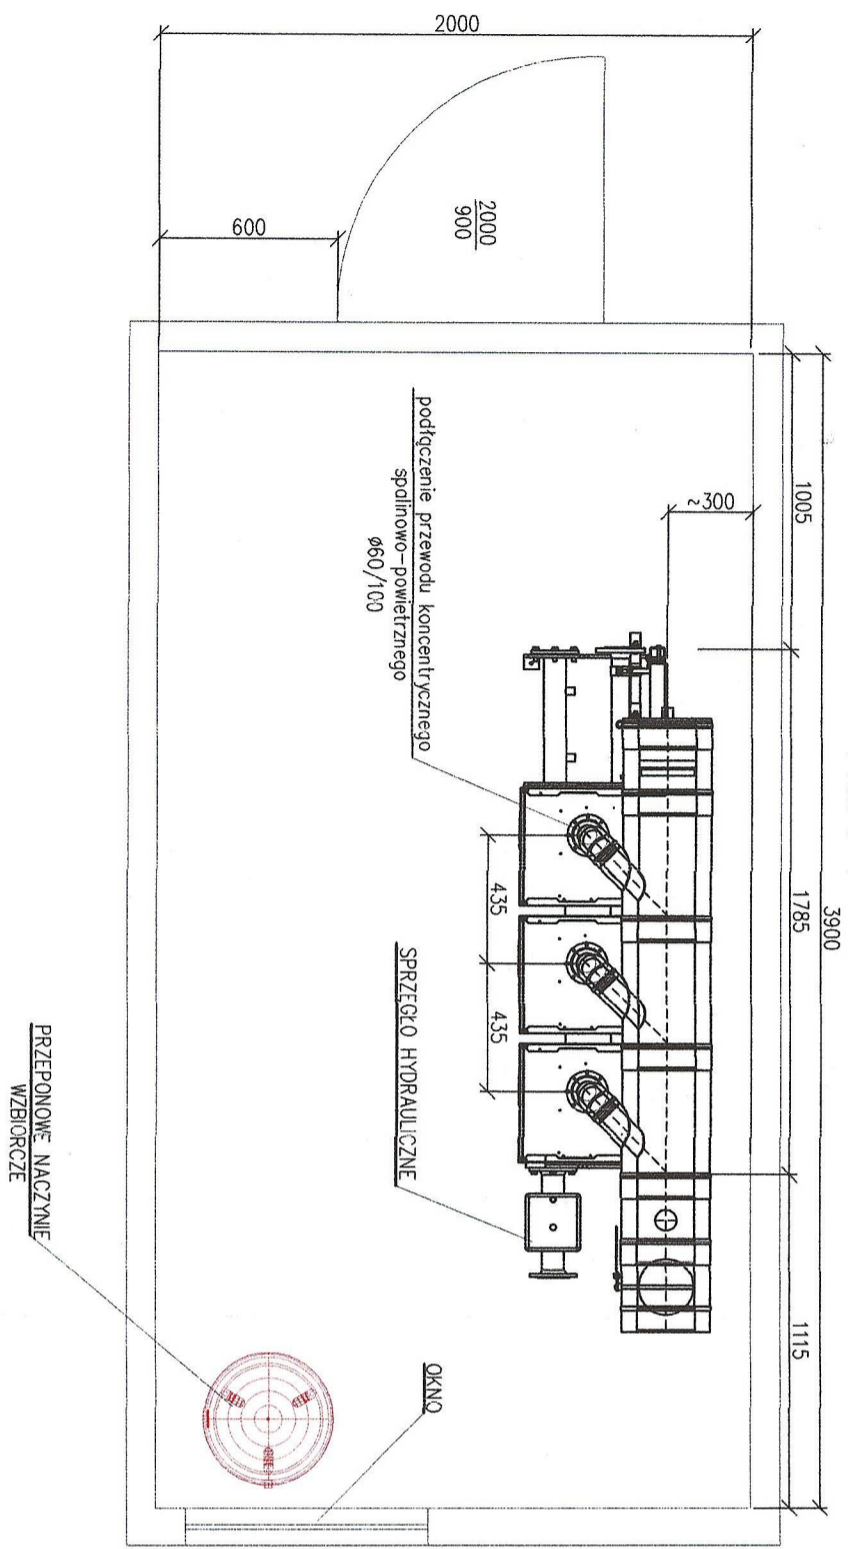 2000
600
2000
900
3900
1005
1785
1115
~300
podłączenie przewodu koncentrycznego
spalinowo-powietrznego
ø60/100
435
435
SPRZĘGŁO HYDRAULICZNE
PRZEPONOWE NACZYNIE
WZBIORCZE
OKNO